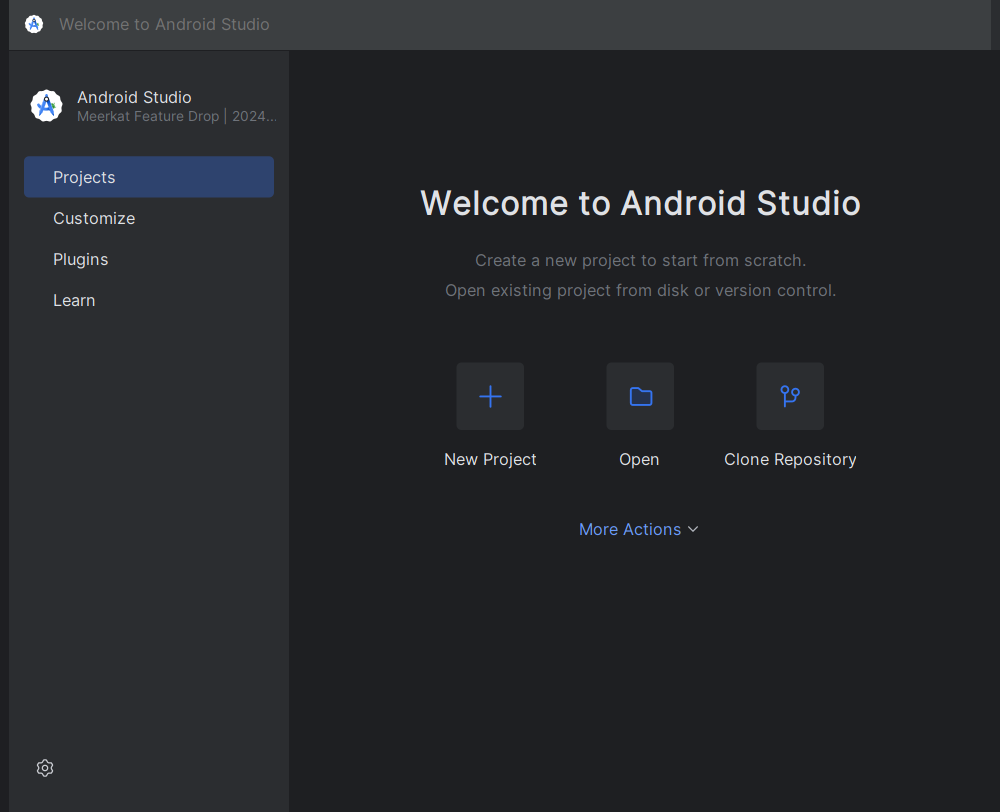 Welcome to Android Studio
Android Studio
Meerkat Feature Drop | 2024...
Projects
Customize
Plugins
Learn
Welcome to Android Studio
Create a new project to start from scratch.
Open existing project from disk or version control.
New Project
Open
Clone Repository
More Actions